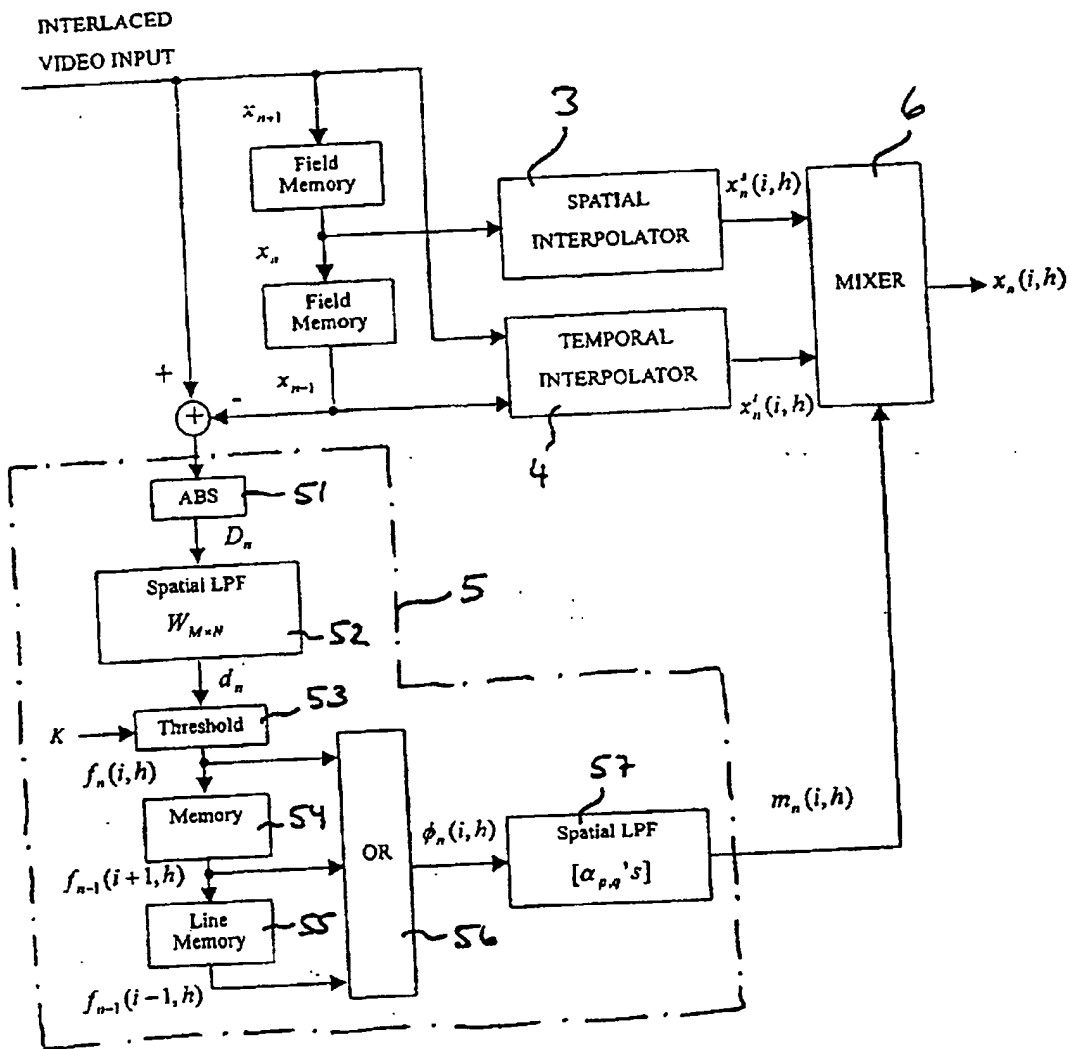 INTERLACED
VIDEO INPUT
x_{n+1}
Field
Memory
x_n
Field
Memory
x_{n-1}
+
-
+
3
SPATIAL
INTERPOLATOR
x_n^s(i,h)
6
MIXER
x_n(i,h)
TEMPORAL
INTERPOLATOR
x_n^t(i,h)
4
ABS
51
D_n
Spatial LPF
W_{M×N}
52
5
d_n
K
Threshold
53
f_n(i,h)
Memory
54
f_{n-1}(i+1,h)
Line
Memory
55
f_{n-1}(i-1,h)
OR
56
ϕ_n(i,h)
57
Spatial LPF
[α_{p,q}'s]
m_n(i,h)